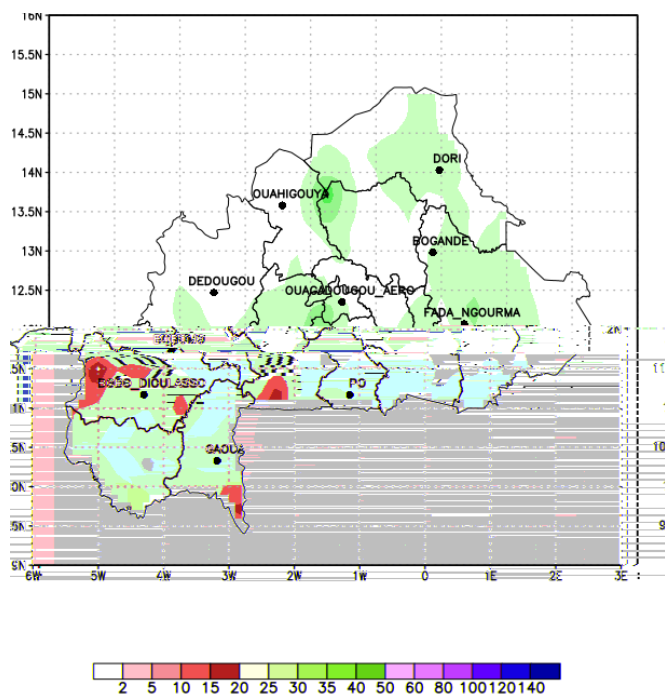 16N
15.5N
15N
14.5N
14N
DORI
OUAHIGOUYA
13.5N
13N
BOGANDE
DEDOUGOU
12.5N
OUAGADOUGOU_AERO
FADA_NGOURMA
PO
GAOUA
6W 5W 4W 3W 2W 1W 0 1E 2E 3E
2 5 10 15 20 25 30 35 40 50 60 80 100 120 140